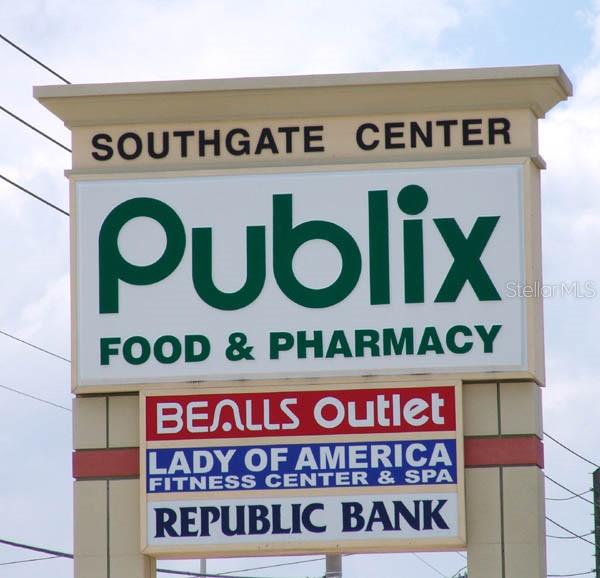 SOUTHGATE CENTER
Publix
FOOD & PHARMACY
StellarMLS
BEALLS Outlet
LADY OF AMERICA
FITNESS CENTER & SPA
REPUBLIC BANK